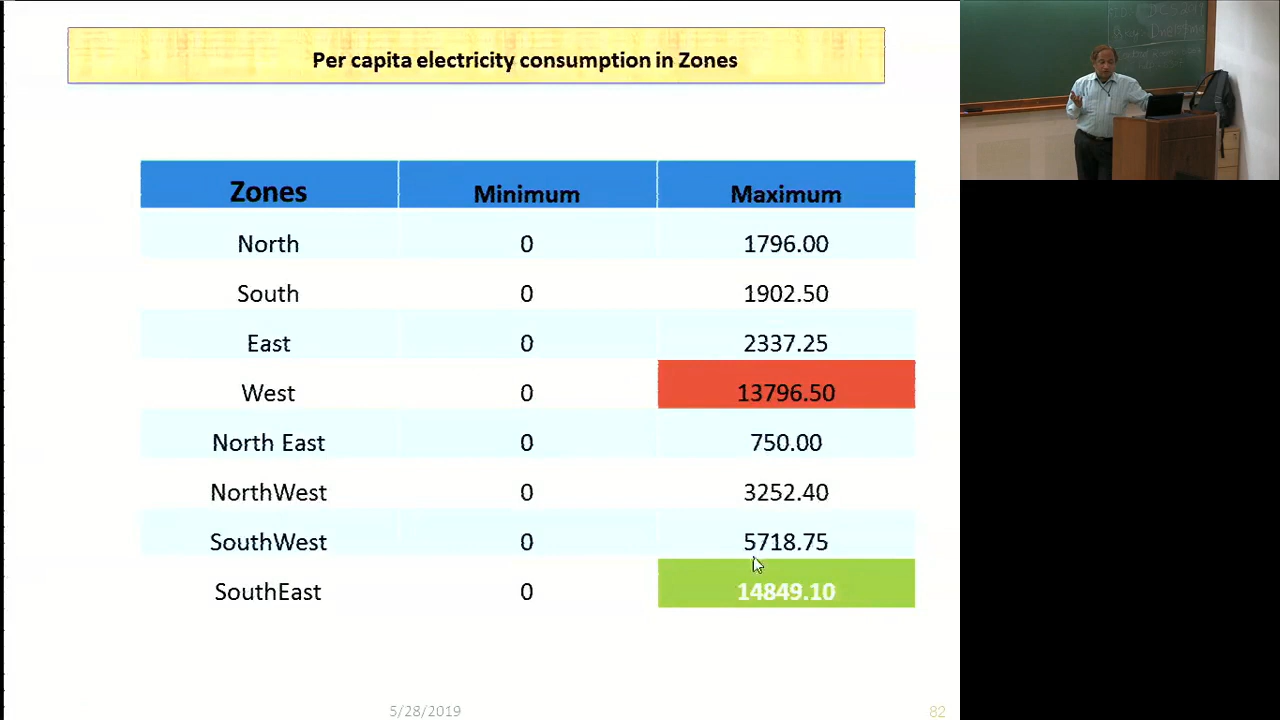 Per capita electricity consumption in Zones
Zones Minimum Maximum
North 0 1796.00
South 0 1902.50
East 0 2337.25
West 0 13796.50
North East 0 750.00
NorthWest 0 3252.40
SouthWest 0 5718.75
SouthEast 0 14849.10
5/28/2019 82